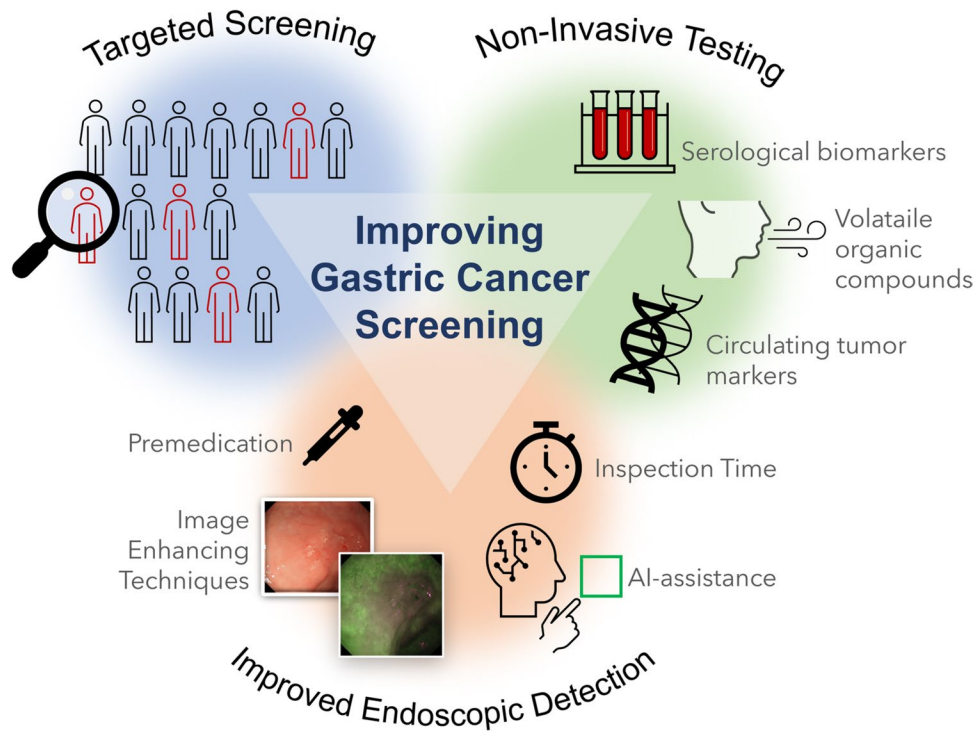 Targeted Screening
Non-Invasive Testing
Serological biomarkers
Volataile
organic
compounds
Circulating tumor
markers
Improving
Gastric Cancer
Screening
Premedication
Inspection Time
Image
Enhancing
Techniques
AI-assistance
Improved Endoscopic Detection